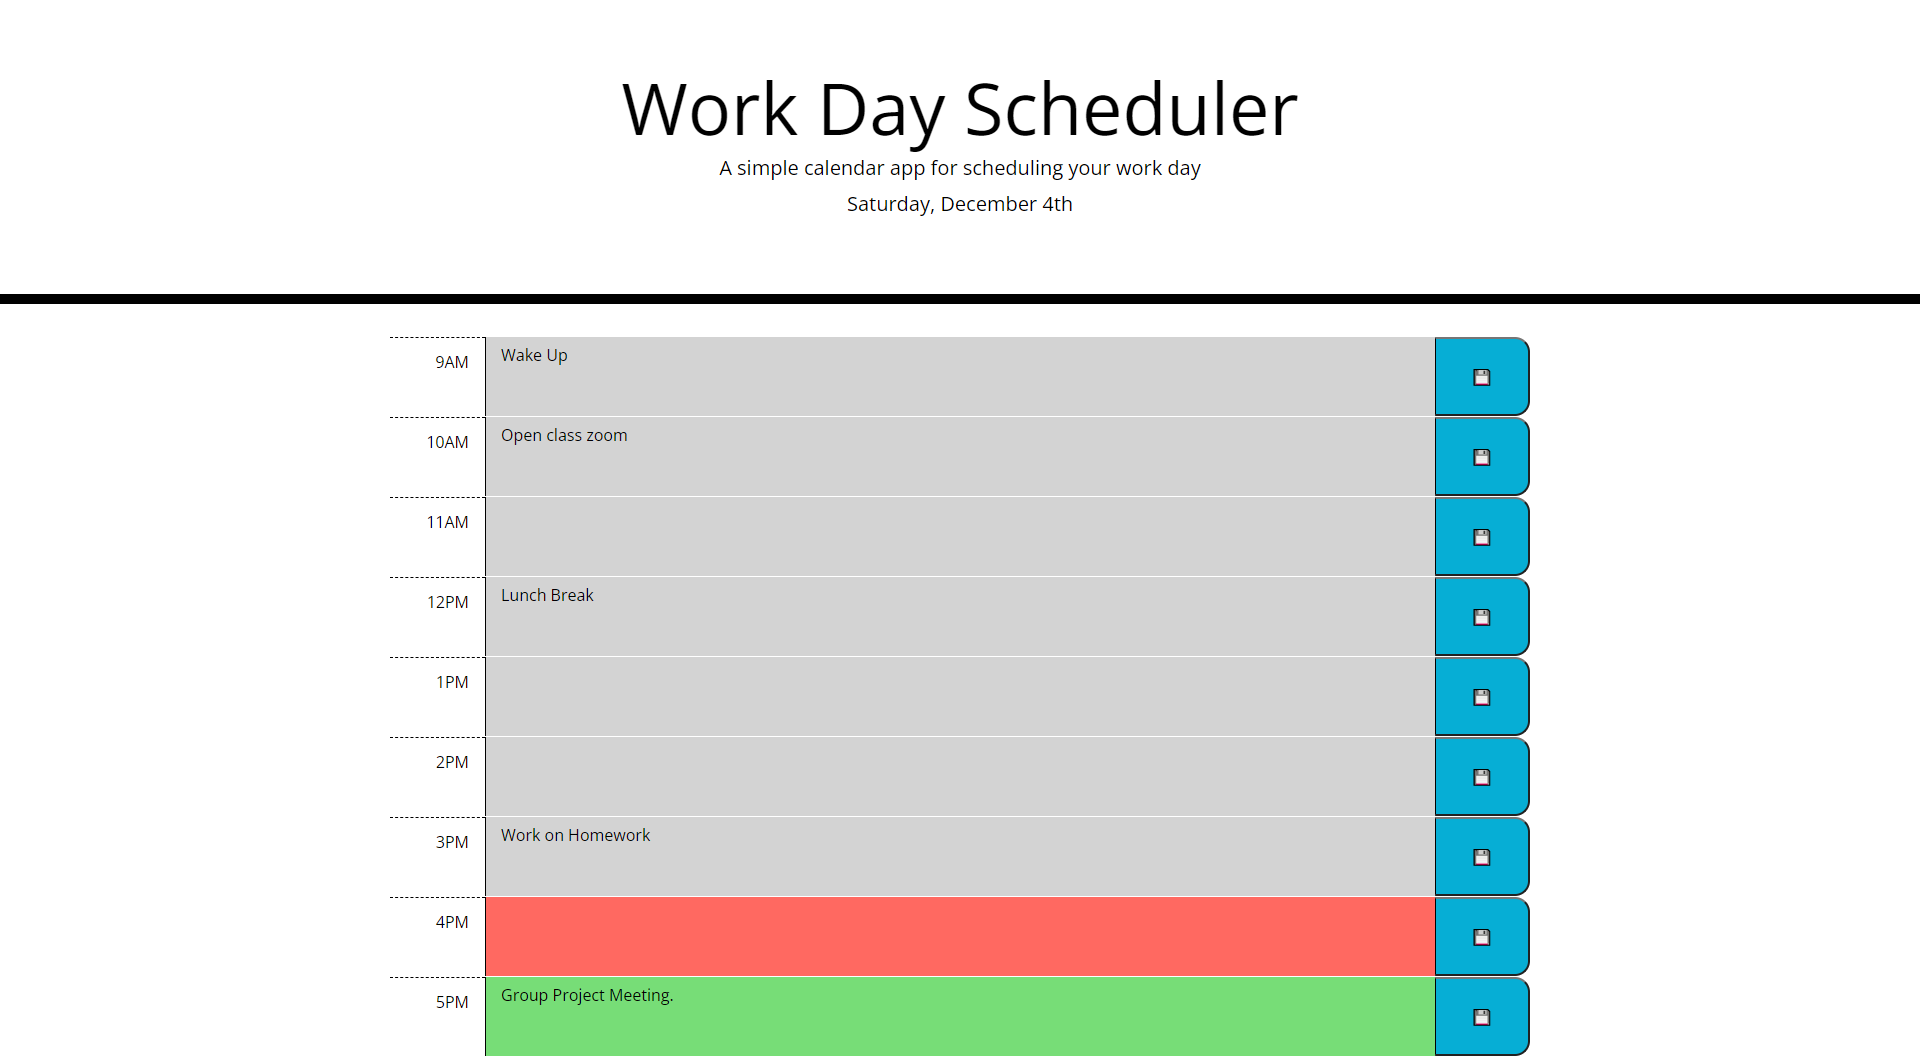 Work Day Scheduler
A simple calendar app for scheduling your work day
Saturday, December 4th
9AM
Wake Up
10AM
Open class zoom
11AM
12PM
Lunch Break
1PM
2PM
3PM
Work on Homework
4PM
5PM
Group Project Meeting.